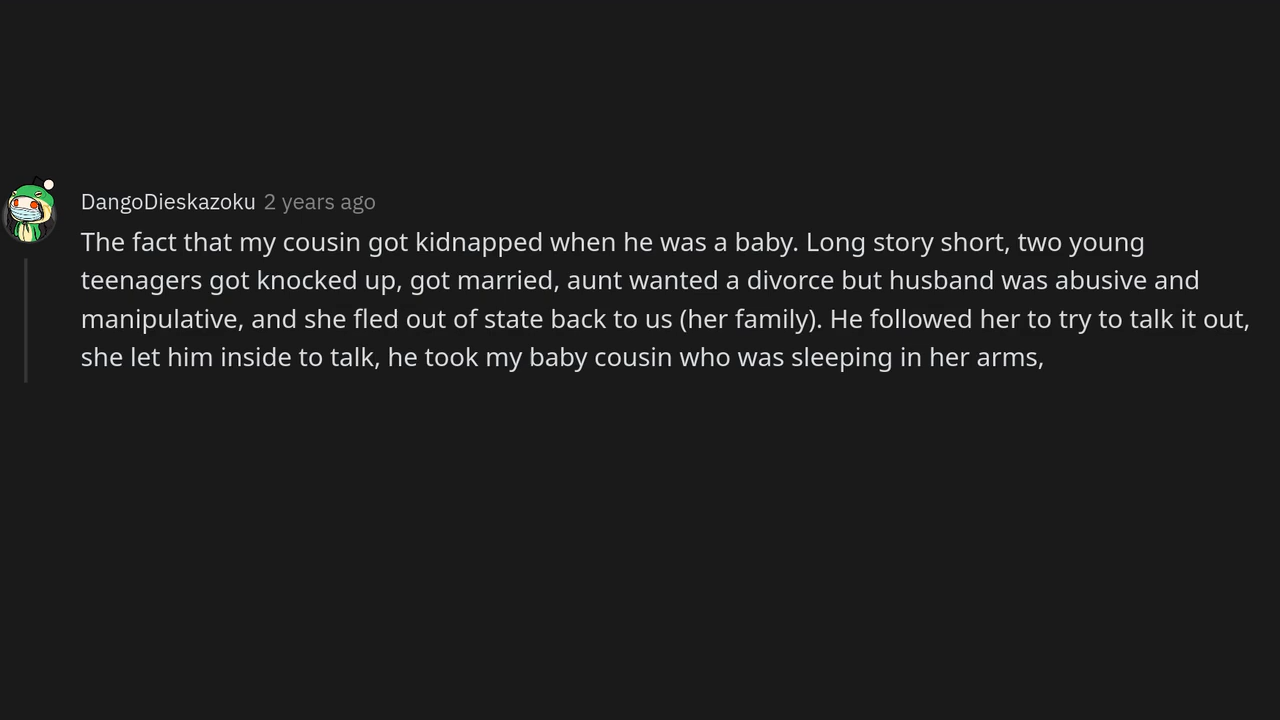 DangoDieskazoku 2 years ago
The fact that my cousin got kidnapped when he was a baby. Long story short, two young
teenagers got knocked up, got married, aunt wanted a divorce but husband was abusive and
manipulative, and she fled out of state back to us (her family). He followed her to try to talk it out,
she let him inside to talk, he took my baby cousin who was sleeping in her arms,